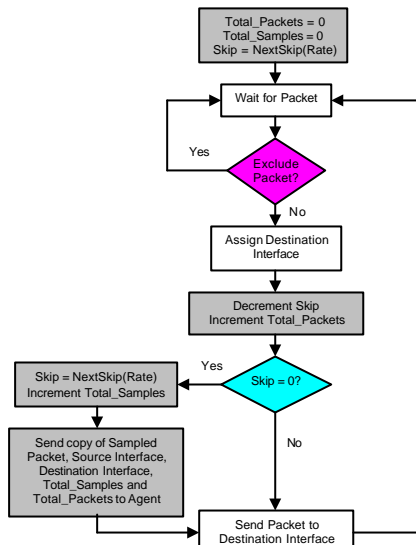 Total_Packets = 0
Total_Samples = 0
Skip = NextSkip(Rate)
Wait for Packet
Yes
Exclude
Packet?
No
Assign Destination
Interface
Decrement Skip
Increment Total_Packets
Skip = 0?
Yes
Skip = NextSkip(Rate)
Increment Total_Samples
Send copy of Sampled
Packet, Source Interface,
Destination Interface,
Total_Samples and
Total_Packets to Agent
No
Send Packet to
Destination Interface